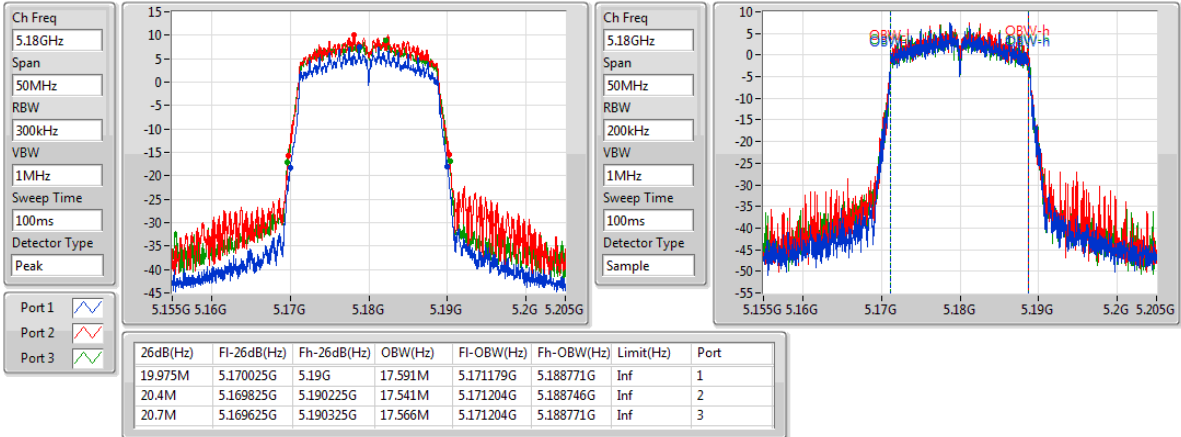 Ch Freq
5.18GHz
Span
50MHz
RBW
300kHz
VBW
1MHz
Sweep Time
100ms
Detector Type
Peak
15
10
5
0
-5
-10
-15
-20
-25
-30
-35
-40
-45
5.155G 5.16G 5.17G 5.18G 5.19G 5.2G 5.205G
Ch Freq
5.18GHz
Span
50MHz
RBW
200kHz
VBW
1MHz
Sweep Time
100ms
Detector Type
Sample
10
5
0
-5
-10
-15
-20
-25
-30
-35
-40
-45
-50
-55
OBW-h
OBW-h
5.155G 5.16G 5.17G 5.18G 5.19G 5.2G 5.205G
Port 1
Port 2
Port 3
26dB(Hz) Fl-26dB(Hz) Fh-26dB(Hz) OBW(Hz) Fl-OBW(Hz) Fh-OBW(Hz) Limit(Hz) Port
19.975M 5.170025G 5.19G 17.591M 5.171179G 5.188771G Inf 1
20.4M 5.169825G 5.190225G 17.541M 5.171204G 5.188746G Inf 2
20.7M 5.169625G 5.190325G 17.566M 5.171204G 5.188771G Inf 3